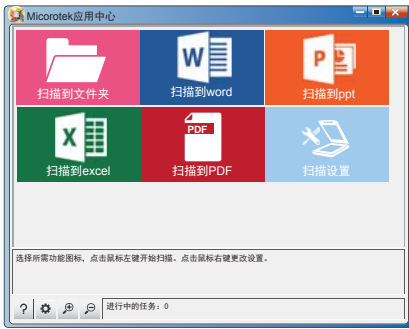 Micorotek应用中心
扫描到文件夹
W
扫描到word
P
扫描到ppt
X
扫描到excel
PDF
扫描到PDF
扫描设置
选择所需功能图标，点击鼠标左键开始扫描。点击鼠标右键更改设置。
?
进行中的任务：0